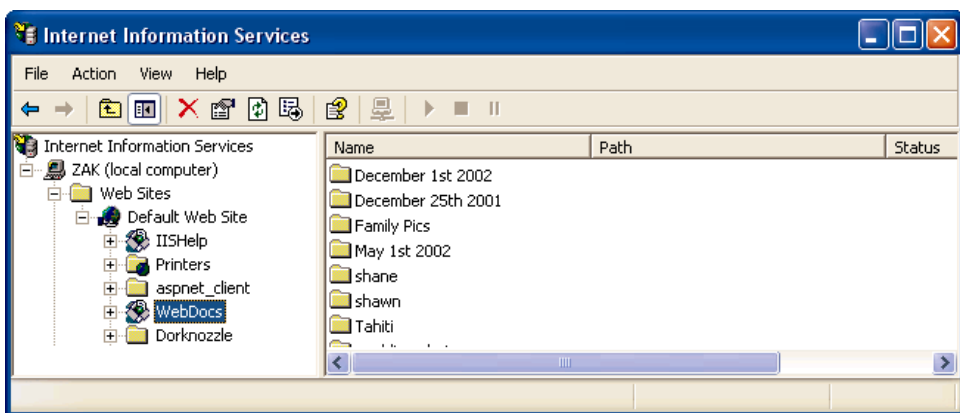 Internet Information Services
File Action View Help
Internet Information Services
ZAK (local computer)
Web Sites
Default Web Site
IISHelp
Printers
aspnet_client
WebDocs
Dorknozzle
Name Path Status
December 1st 2002
December 25th 2001
Family Pics
May 1st 2002
shane
shawn
Tahiti